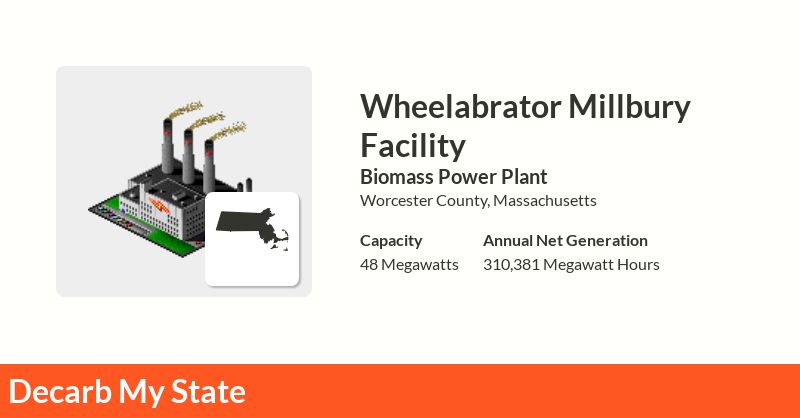 Wheelabrator Millbury
Facility
Biomass Power Plant
Worcester County, Massachusetts
Capacity
48 Megawatts
Annual Net Generation
310,381 Megawatt Hours
Decarb My State